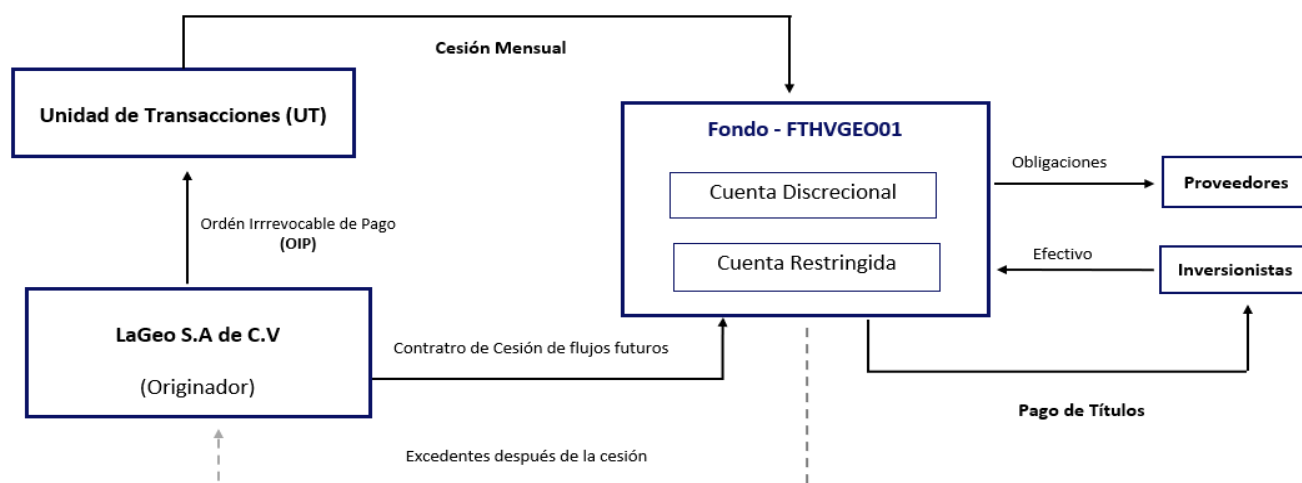 Cesión Mensual
Unidad de Transacciones (UT)
Fondo - FTHVGEO01
Cuenta Discrecional
Cuenta Restringida
Obligaciones
Proveedores
Efectivo
Inversionistas
Ordén Irrrevocable de Pago
(OIP)
LaGeo S.A de C.V
(Originador)
Contratro de Cesión de flujos futuros
Pago de Títulos
Excedentes después de la cesión